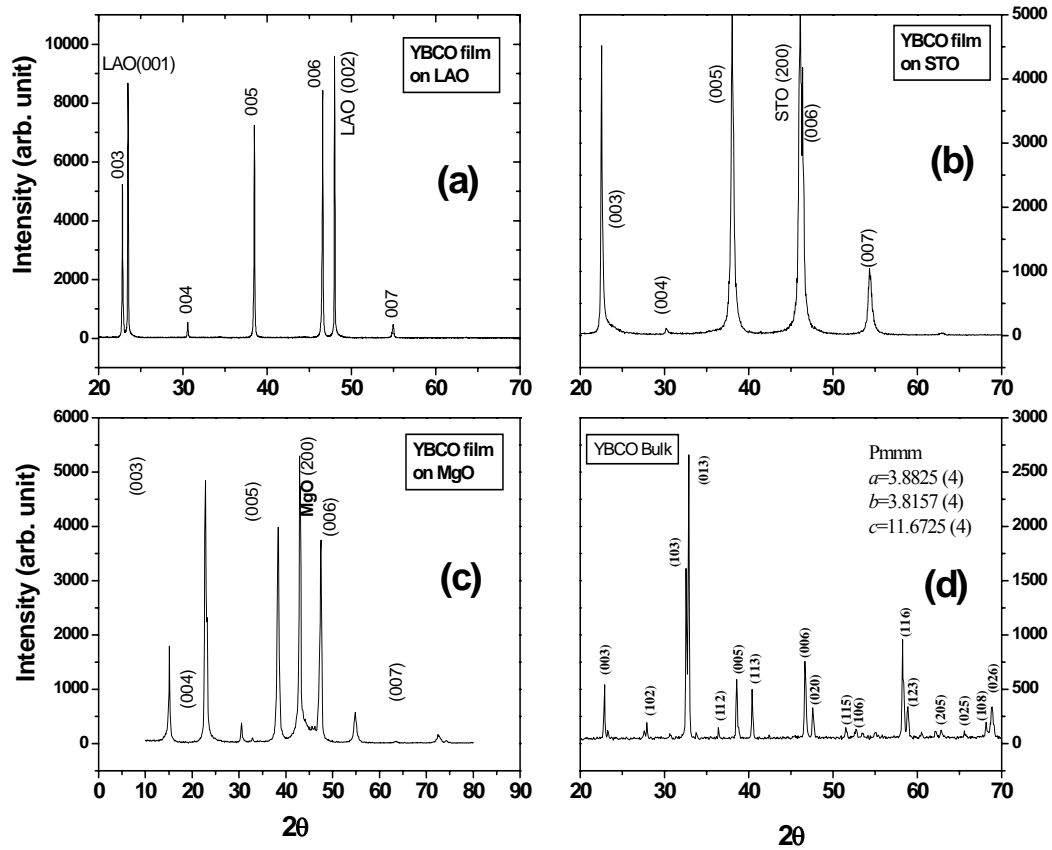 YBCO film
on LAO
LAO(001)
003
004
005
006
LAO (002)
007
(a)
Intensity (arb. unit)
10000
8000
6000
4000
2000
0
20 30 40 50 60 70
YBCO film
on STO
(003)
(004)
(005)
STO (200)
(006)
(007)
(b)
5000
4000
3000
2000
1000
0
20 30 40 50 60 70
YBCO film
on MgO
(003)
(004)
(005)
MgO (200)
(006)
(007)
(c)
Intensity (arb. unit)
6000
5000
4000
3000
2000
1000
0
0 10 20 30 40 50 60 70 80 90
2θ
YBCO Bulk
Pmmm
a=3.8825 (4)
b=3.8157 (4)
c=11.6725 (4)
(003)
(102)
(103)
(013)
(112)
(005)
(113)
(006)
(020)
(115)
(106)
(116)
(123)
(205)
(025)
(108)
(026)
(d)
3000
2500
2000
1500
1000
500
0
20 30 40 50 60 70
2θ